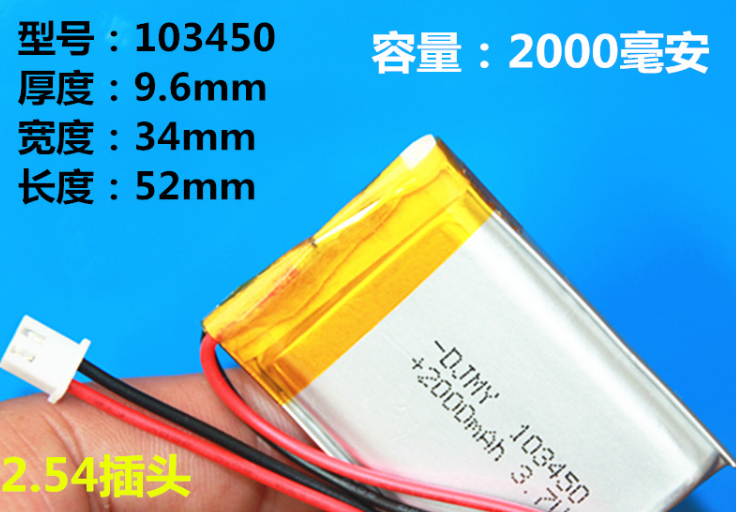 型号：103450
厚度：9.6mm
宽度：34mm
长度：52mm
容量：2000毫安
-DJMY 103450
+2000mAh 3.7V
2.54插头